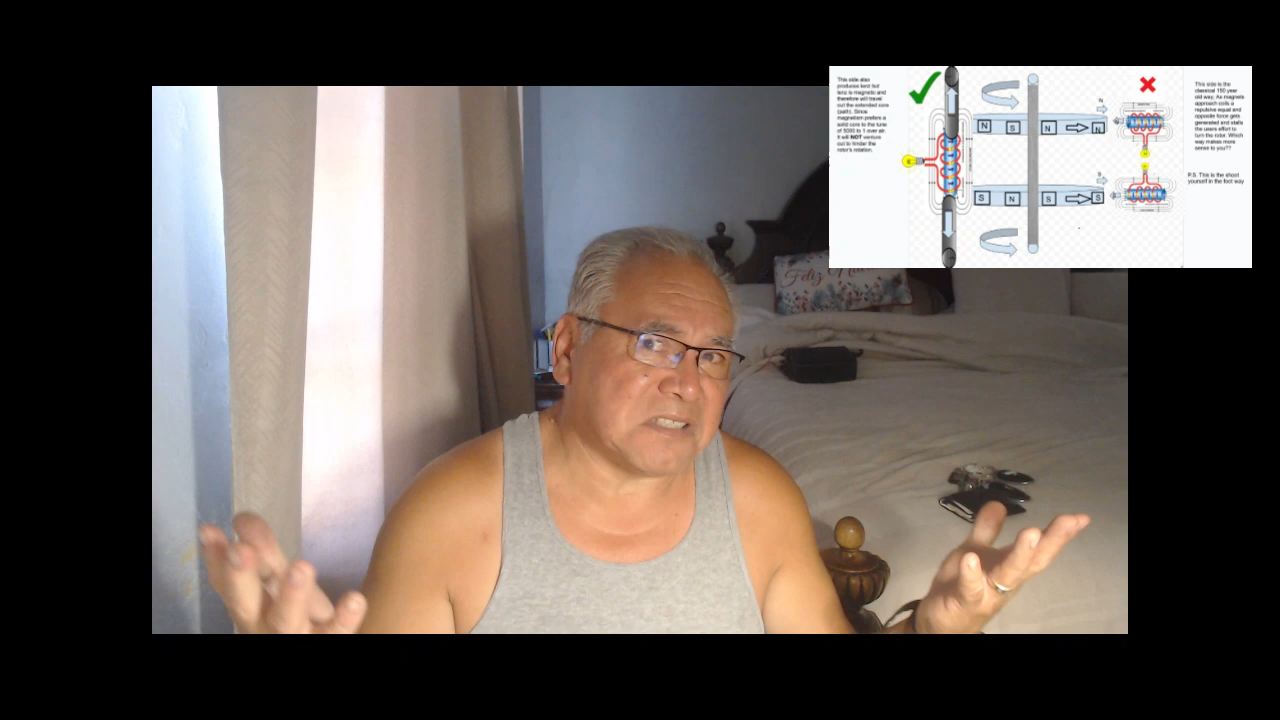 This side also
produces lenz but
lenz is magnetic and
therefore will travel
out the extended core
(path). Since
magnetism prefers a
solid core to the tune
of 5000 to 1 over air,
it will NOT venture
out to hinder the
rotor's rotation.
N
N S N N
S
S N S S
This side is the
classical 150 year
old way. As magnets
approach coils a
repulsive equal and
opposite force gets
generated and stalls
the users effort to
turn the rotor. Which
way makes more
sense to you??
P.S. This is the shoot
yourself in the foot way
Feliz